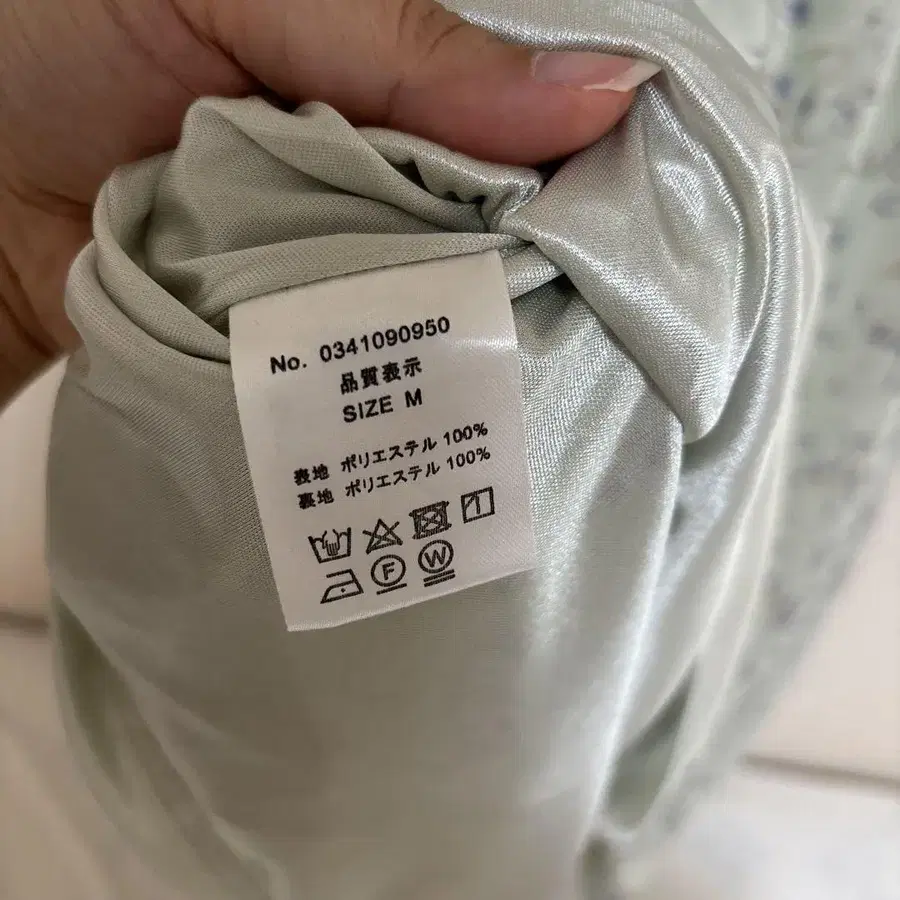 No. 0341090950
品質表示
SIZE M
表地 ポリエステル 100%
裏地 ポリエステル 100%
F W